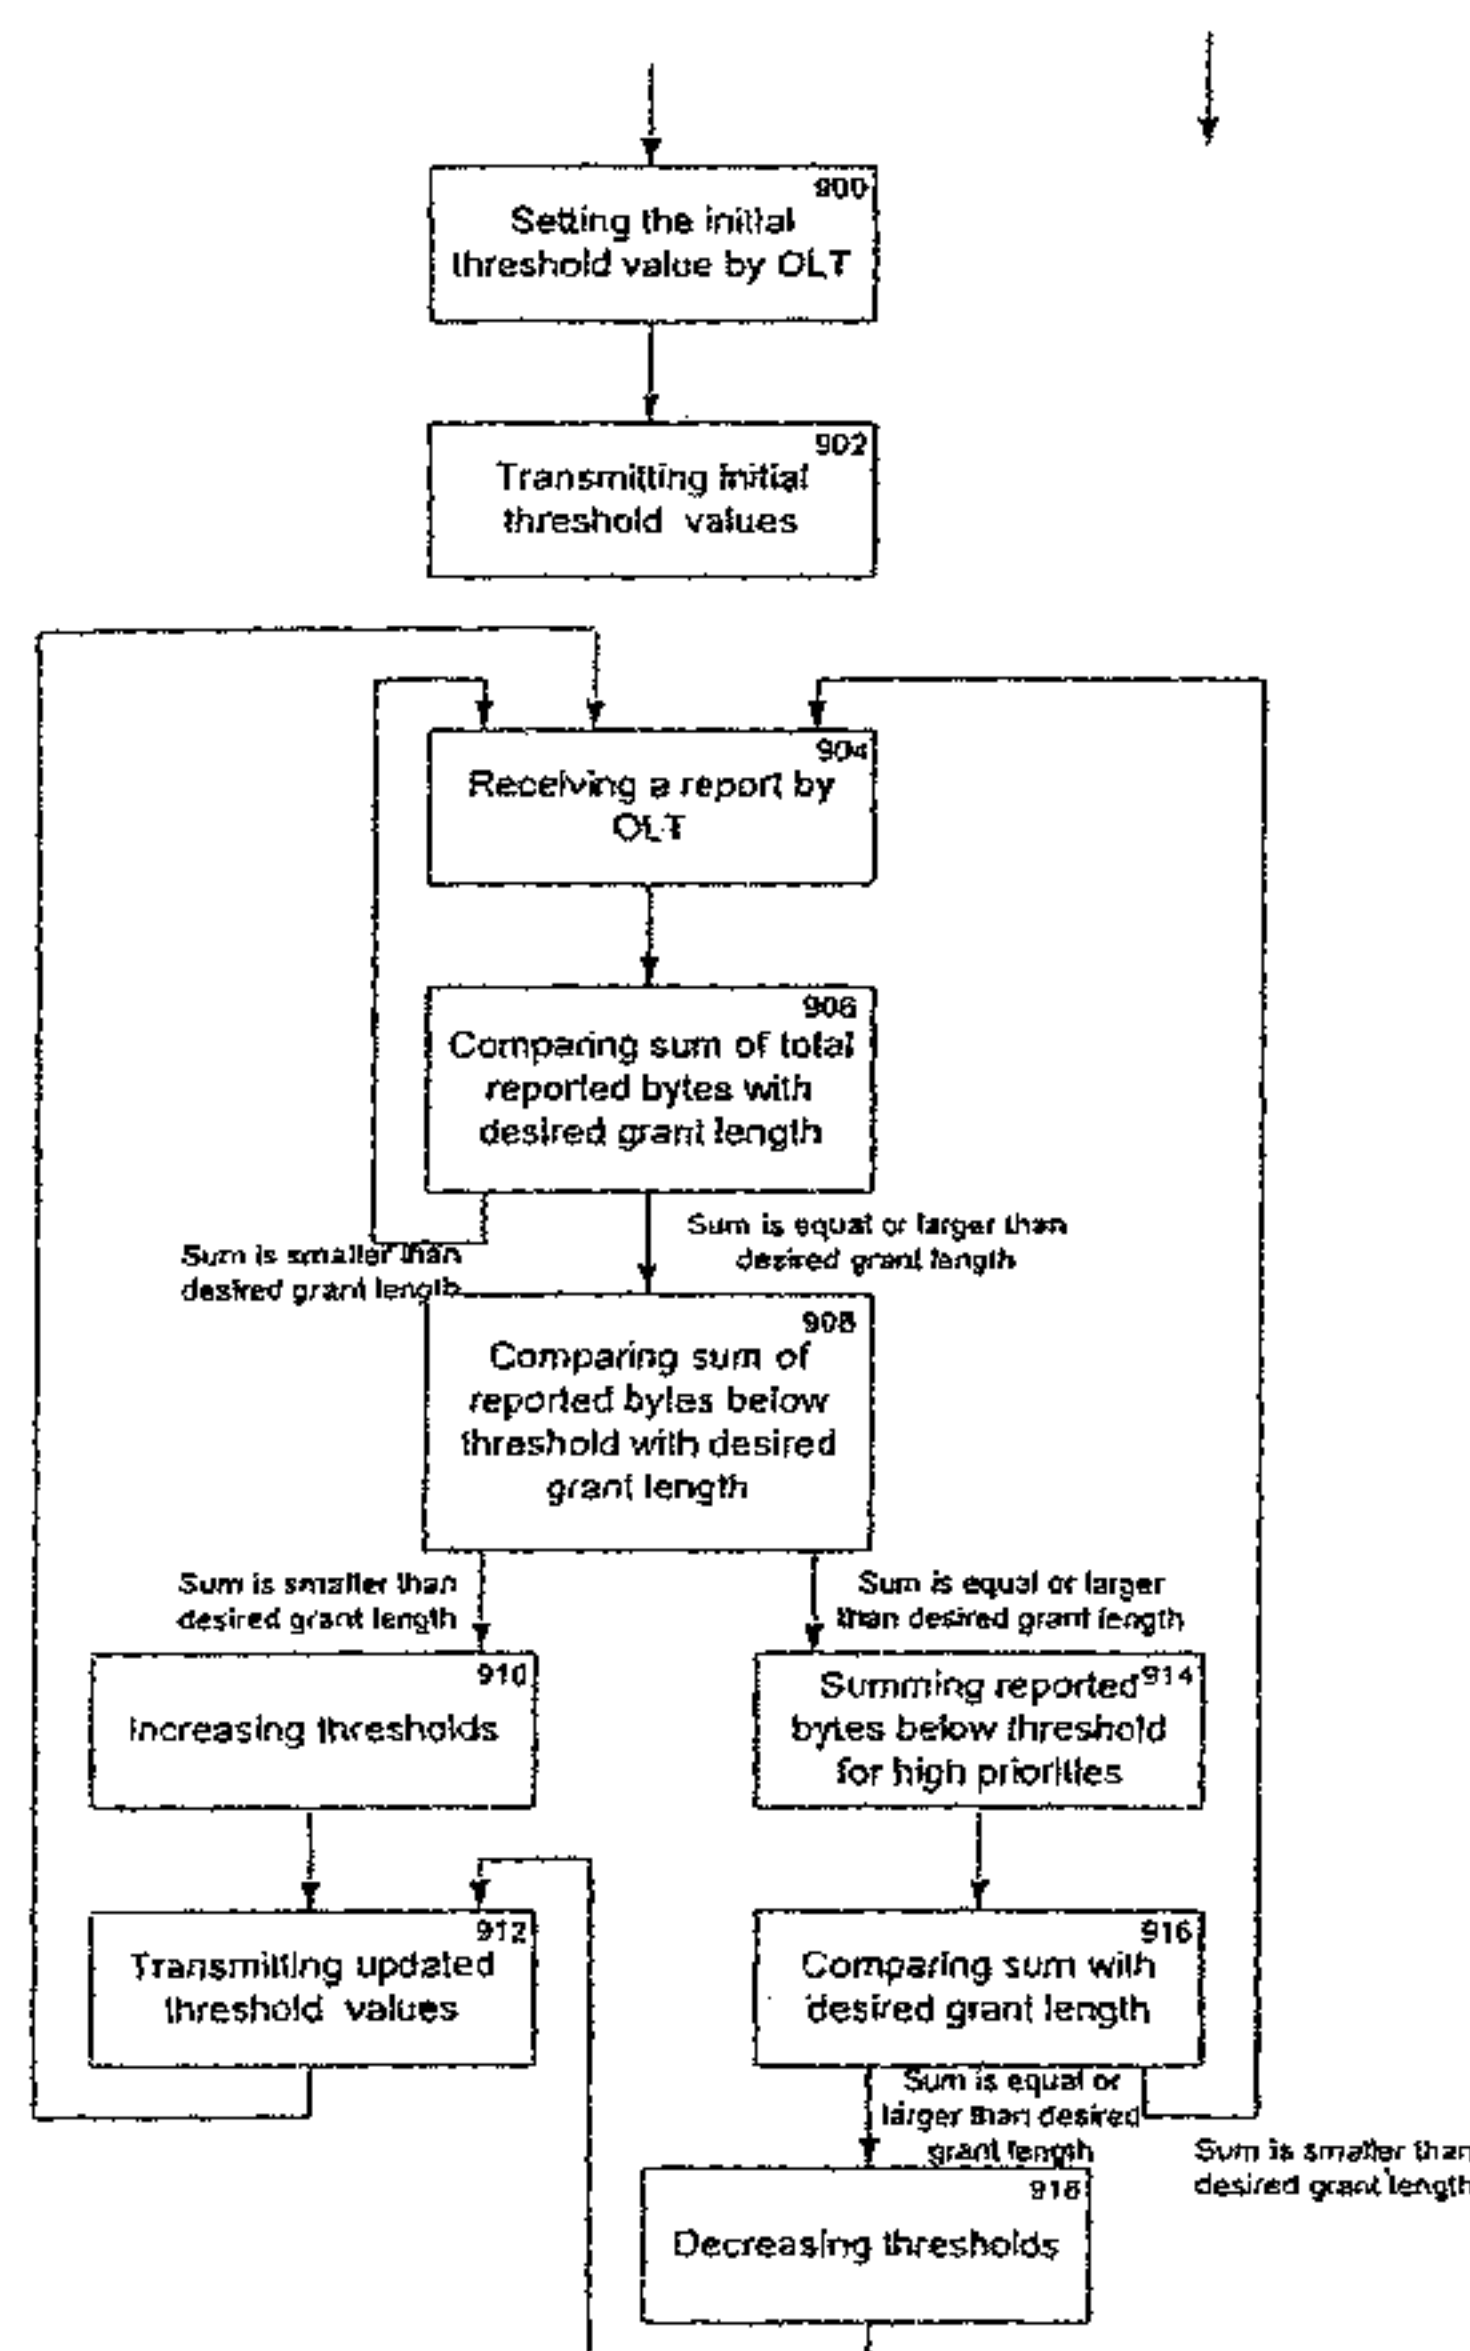 900
Setting the initial
threshold value by OLT
902
Transmitting initial
threshold values
904
Receiving a report by
OLT
906
Comparing sum of total
reported bytes with
desired grant length
Sum is equal or larger than
desired grant length
Sum is smaller than
desired grant length
908
Comparing sum of
reported bytes below
threshold with desired
grant length
Sum is smaller than
desired grant length
Sum is equal or larger
than desired grant length
910
Increasing thresholds
914
Summing reported
bytes below threshold
for high priorities
912
Transmitting updated
threshold values
916
Comparing sum with
desired grant length
Sum is equal or
larger than desired
grant length
Sum is smaller than
desired grant length
918
Decreasing thresholds